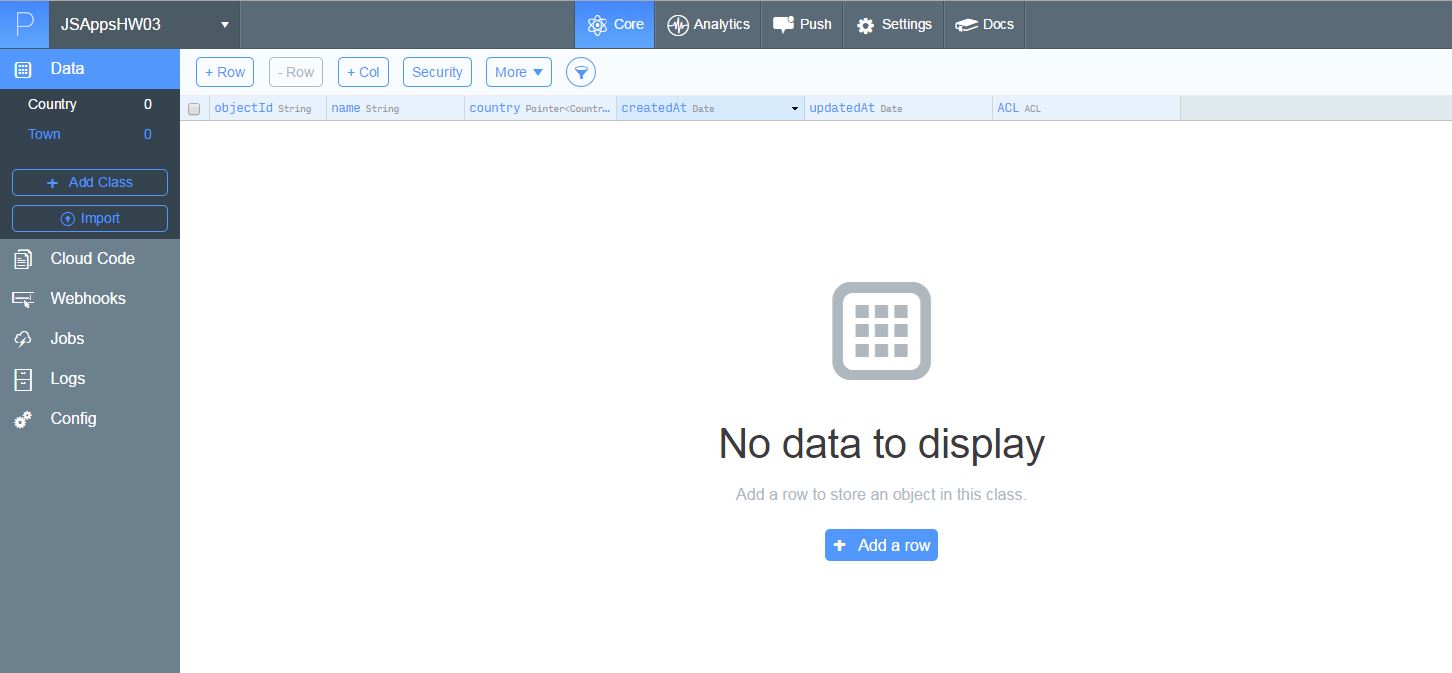 P JSAppsHW03 Core Analytics Push Settings Docs
Data
Country 0
Town 0
+ Add Class
Import
Cloud Code
Webhooks
Jobs
Logs
Config
+ Row - Row + Col Security More
objectId String name String country Pointer<Countr… createdAt Date updatedAt Date ACL ACL
No data to display
Add a row to store an object in this class.
+ Add a row